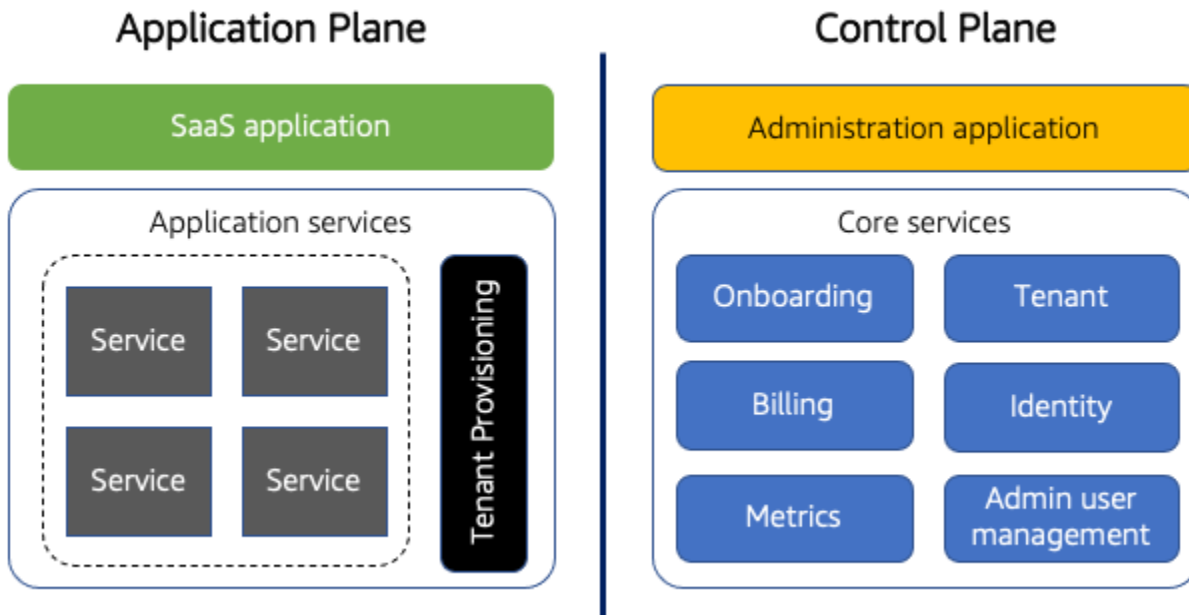 Application Plane
Control Plane
SaaS application
Administration application
Application services
Core services
Service
Service
Service
Service
Tenant Provisioning
Onboarding
Tenant
Billing
Identity
Metrics
Admin user
management